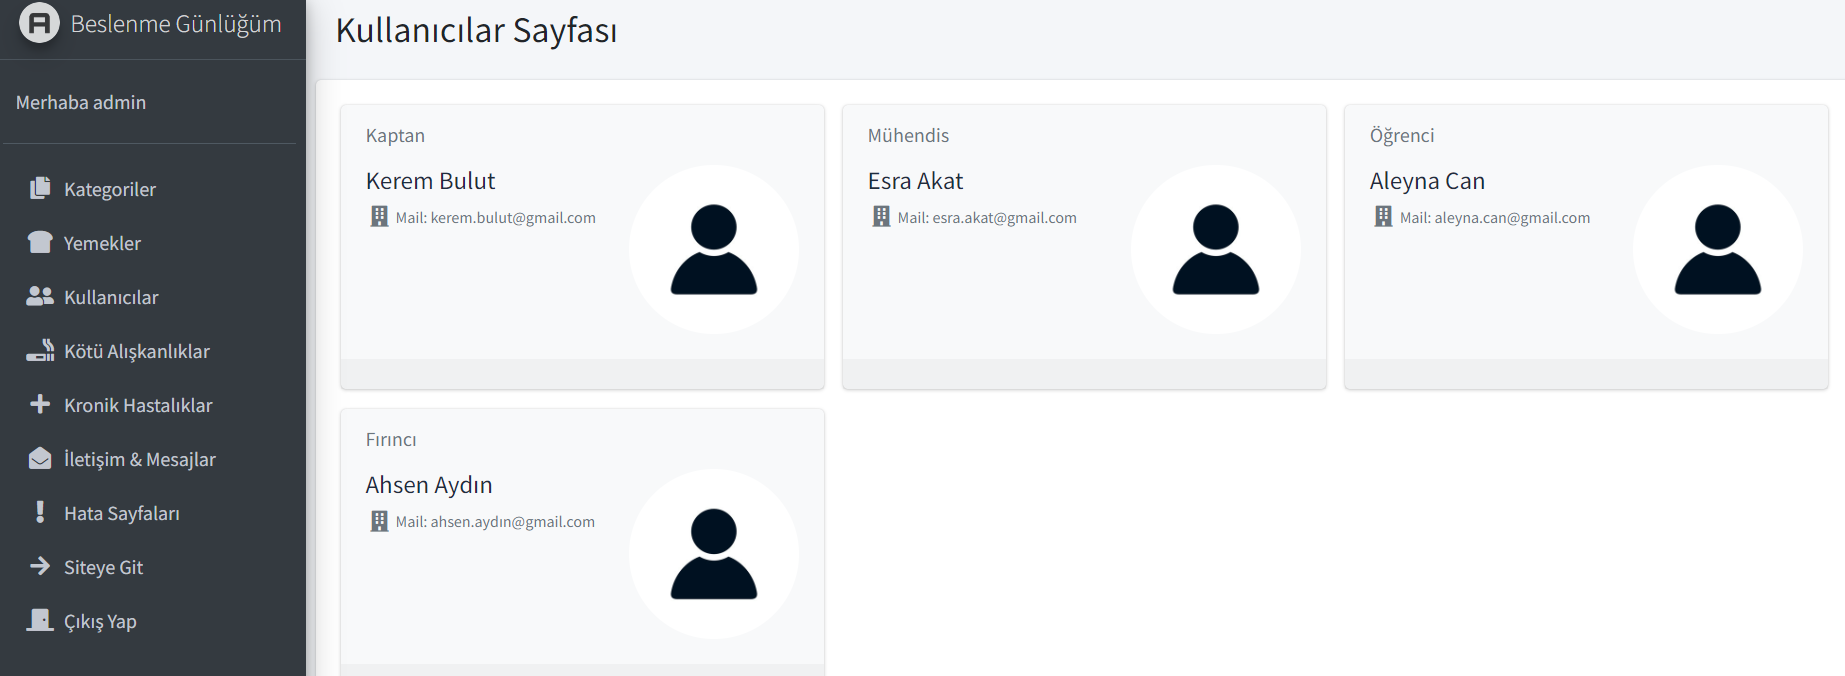 Beslenme Günlüğüm
Merhaba admin
Kategoriler
Yemekler
Kullanıcılar
Kötü Alışkanlıklar
Kronik Hastalıklar
İletişim & Mesajlar
Hata Sayfaları
Siteye Git
Çıkış Yap
Kullanıcılar Sayfası
Kaptan
Kerem Bulut
Mail: kerem.bulut@gmail.com
Mühendis
Esra Akat
Mail: esra.akat@gmail.com
Öğrenci
Aleyna Can
Mail: aleyna.can@gmail.com
Fırıncı
Ahsen Aydın
Mail: ahsen.aydın@gmail.com